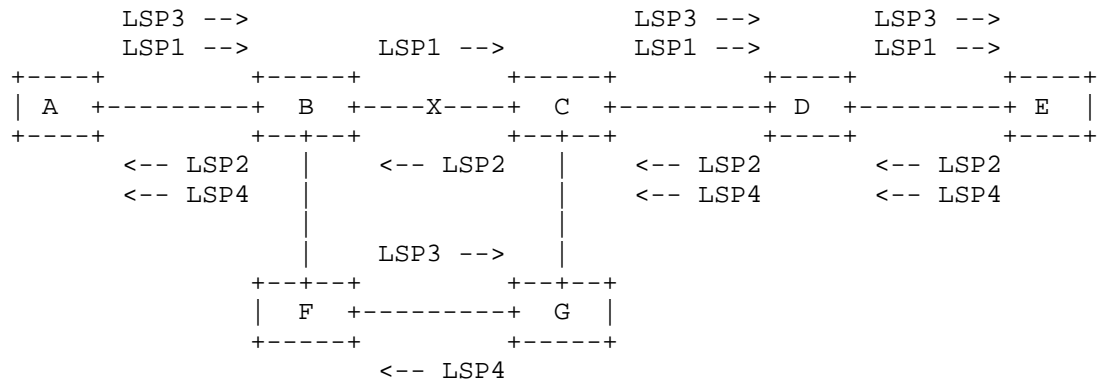 LSP3 --> LSP3 --> LSP3 -->
LSP1 --> LSP1 --> LSP1 --> LSP1 -->
+----+ +-----+ +-----+ +----+ +----+
| A +---------+ B +----X----+ C +---------+ D +---------+ E |
+----+ +--+--+ +--+--+ +----+ +----+
<-- LSP2 | <-- LSP2 | <-- LSP2 <-- LSP2
<-- LSP4 | | <-- LSP4 <-- LSP4
| |
| LSP3 --> |
+--+--+ +--+--+
| F +---------+ G |
+-----+ +-----+
<-- LSP4